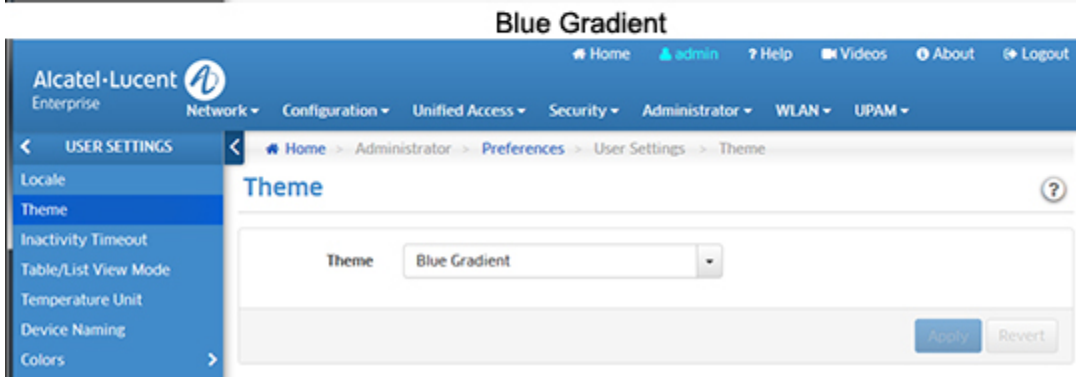 Blue Gradient
Home admin ? Help Videos About Logout
Alcatel·Lucent
Enterprise
Network Configuration Unified Access Security Administrator WLAN UPAM
USER SETTINGS
Home > Administrator > Preferences > User Settings > Theme
Locale
Theme
Inactivity Timeout
Table/List View Mode
Temperature Unit
Device Naming
Colors
Theme
?
Theme Blue Gradient
Apply Revert